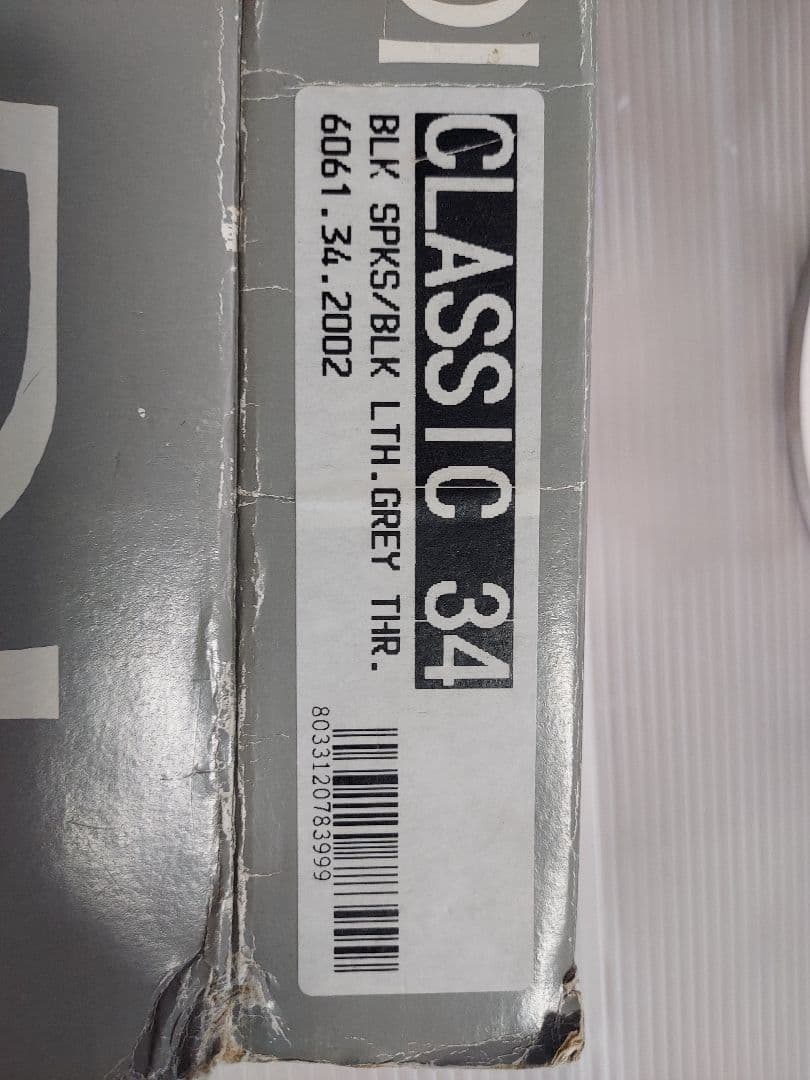 CLASSIC 34
BLK SPKS/BLK LTH.GREY THR.
6061.34.2002
8033120783999